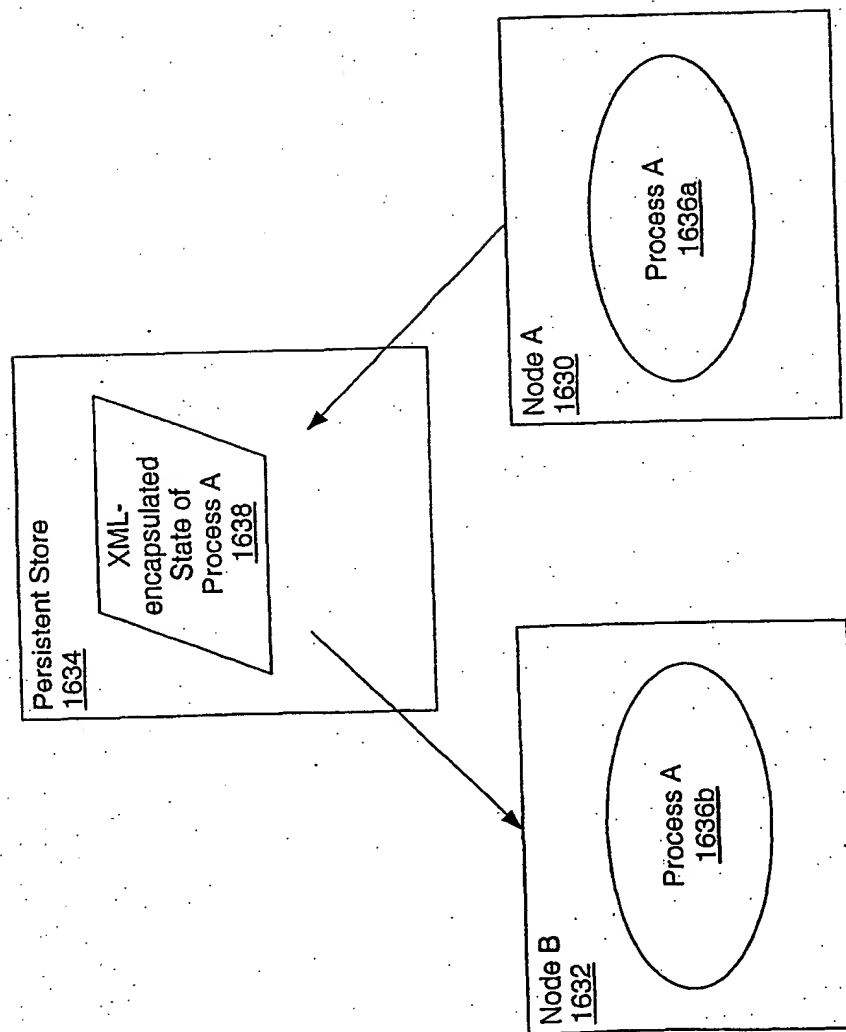 Persistent Store
1634
XML-
encapsulated
State of
Process A
1638
Node A
1630
Process A
1636a
Node B
1632
Process A
1636b